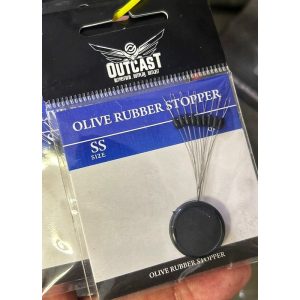 OUTCAST
OLIVE RUBBER STOPPER
SS
SIZE
OLIVE RUBBER STOPPER